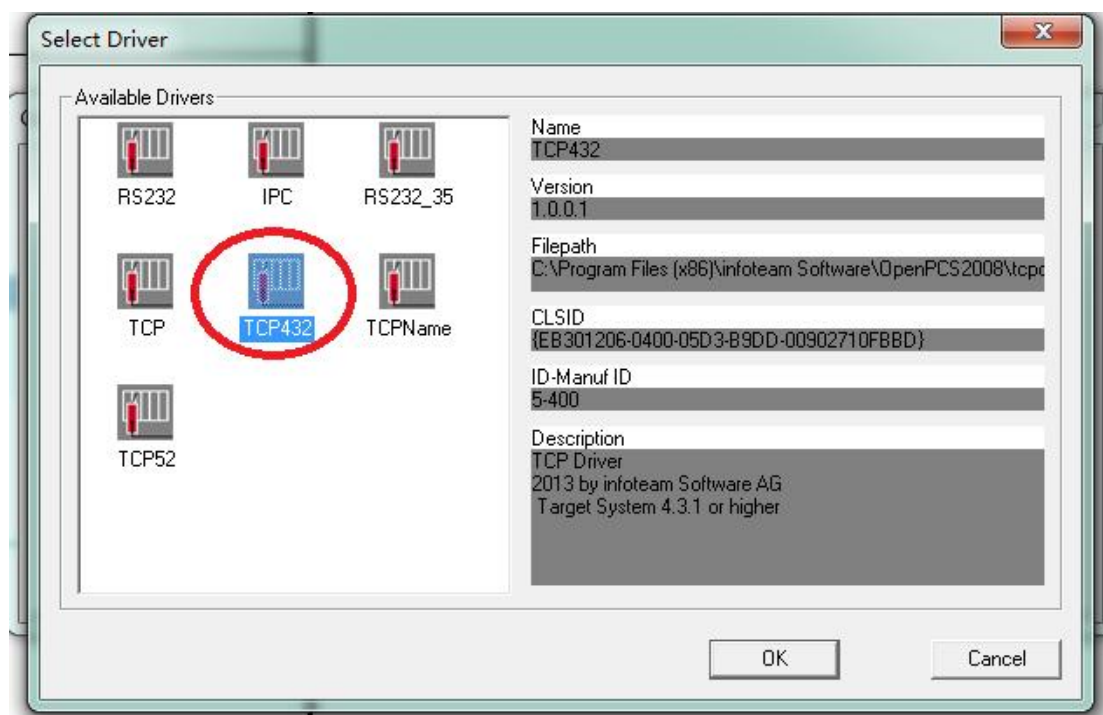 Select Driver
Available Drivers
RS232
IPC
RS232_35
TCP
TCP432
TCPName
TCP52
Name
TCP432
Version
1.0.0.1
Filepath
C:\Program Files (x86)\infoteam Software\OpenPCS2008\tcpd
CLSID
{EB301206-0400-05D3-B9DD-00902710FBBD}
ID-Manuf ID
5-400
Description
TCP Driver
2013 by infoteam Software AG
Target System 4.3.1 or higher
OK
Cancel